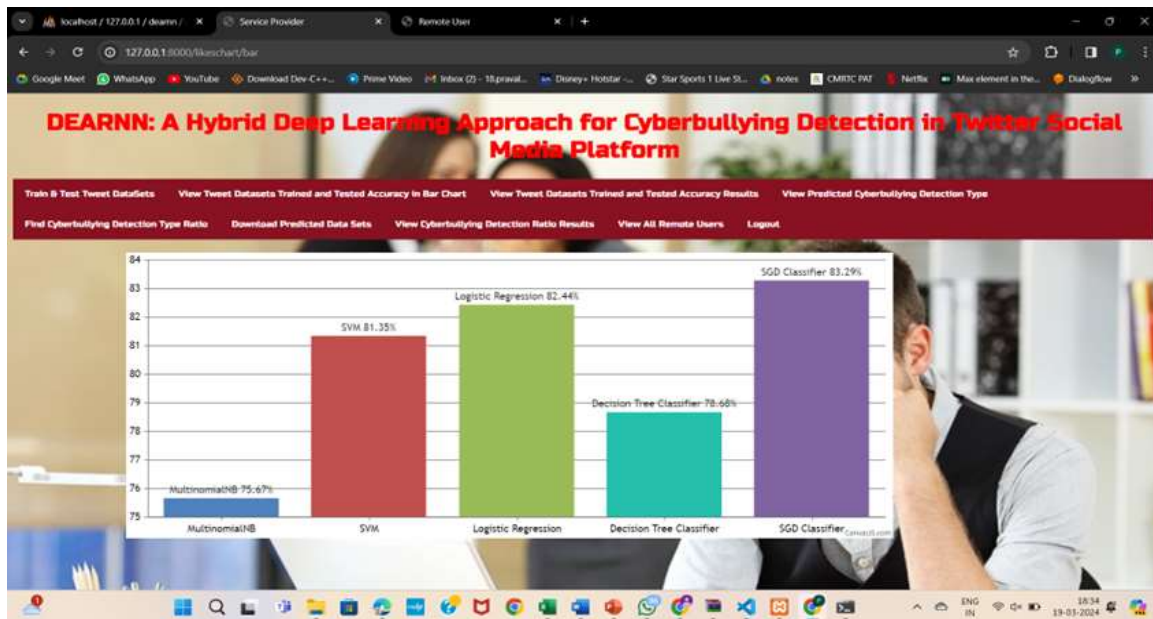 localhost / 127.0.0.1 / dearnn /
Service Provider
Remote User
127.0.0.1:8000/likeschart/bar
Google Meet WhatsApp YouTube Download Dev-C++... Prime Video Inbox (2) - 18.praval... Disney+ Hotstar -... Star Sports 1 Live St... notes CMRTC PAT Netflix Max element in the... Dialogflow
DEARNN: A Hybrid Deep Learning Approach for Cyberbullying Detection in Twitter Social
Media Platform
Train & Test Tweet DataSets View Tweet Datasets Trained and Tested Accuracy in Bar Chart View Tweet Datasets Trained and Tested Accuracy Results View Predicted Cyberbullying Detection Type
Find Cyberbullying Detection Type Ratio Download Predicted Data Sets View Cyberbullying Detection Ratio Results View All Remote Users Logout
84
83
82
81
80
79
78
77
76
75
SGD Classifier 83.29%
Logistic Regression 82.44%
SVM 81.35%
Decision Tree Classifier 78.68%
MultinomialNB 75.67%
MultinomialNB SVM Logistic Regression Decision Tree Classifier SGD Classifier
CanvasJS.com
ENG
IN
18:34
19-03-2024